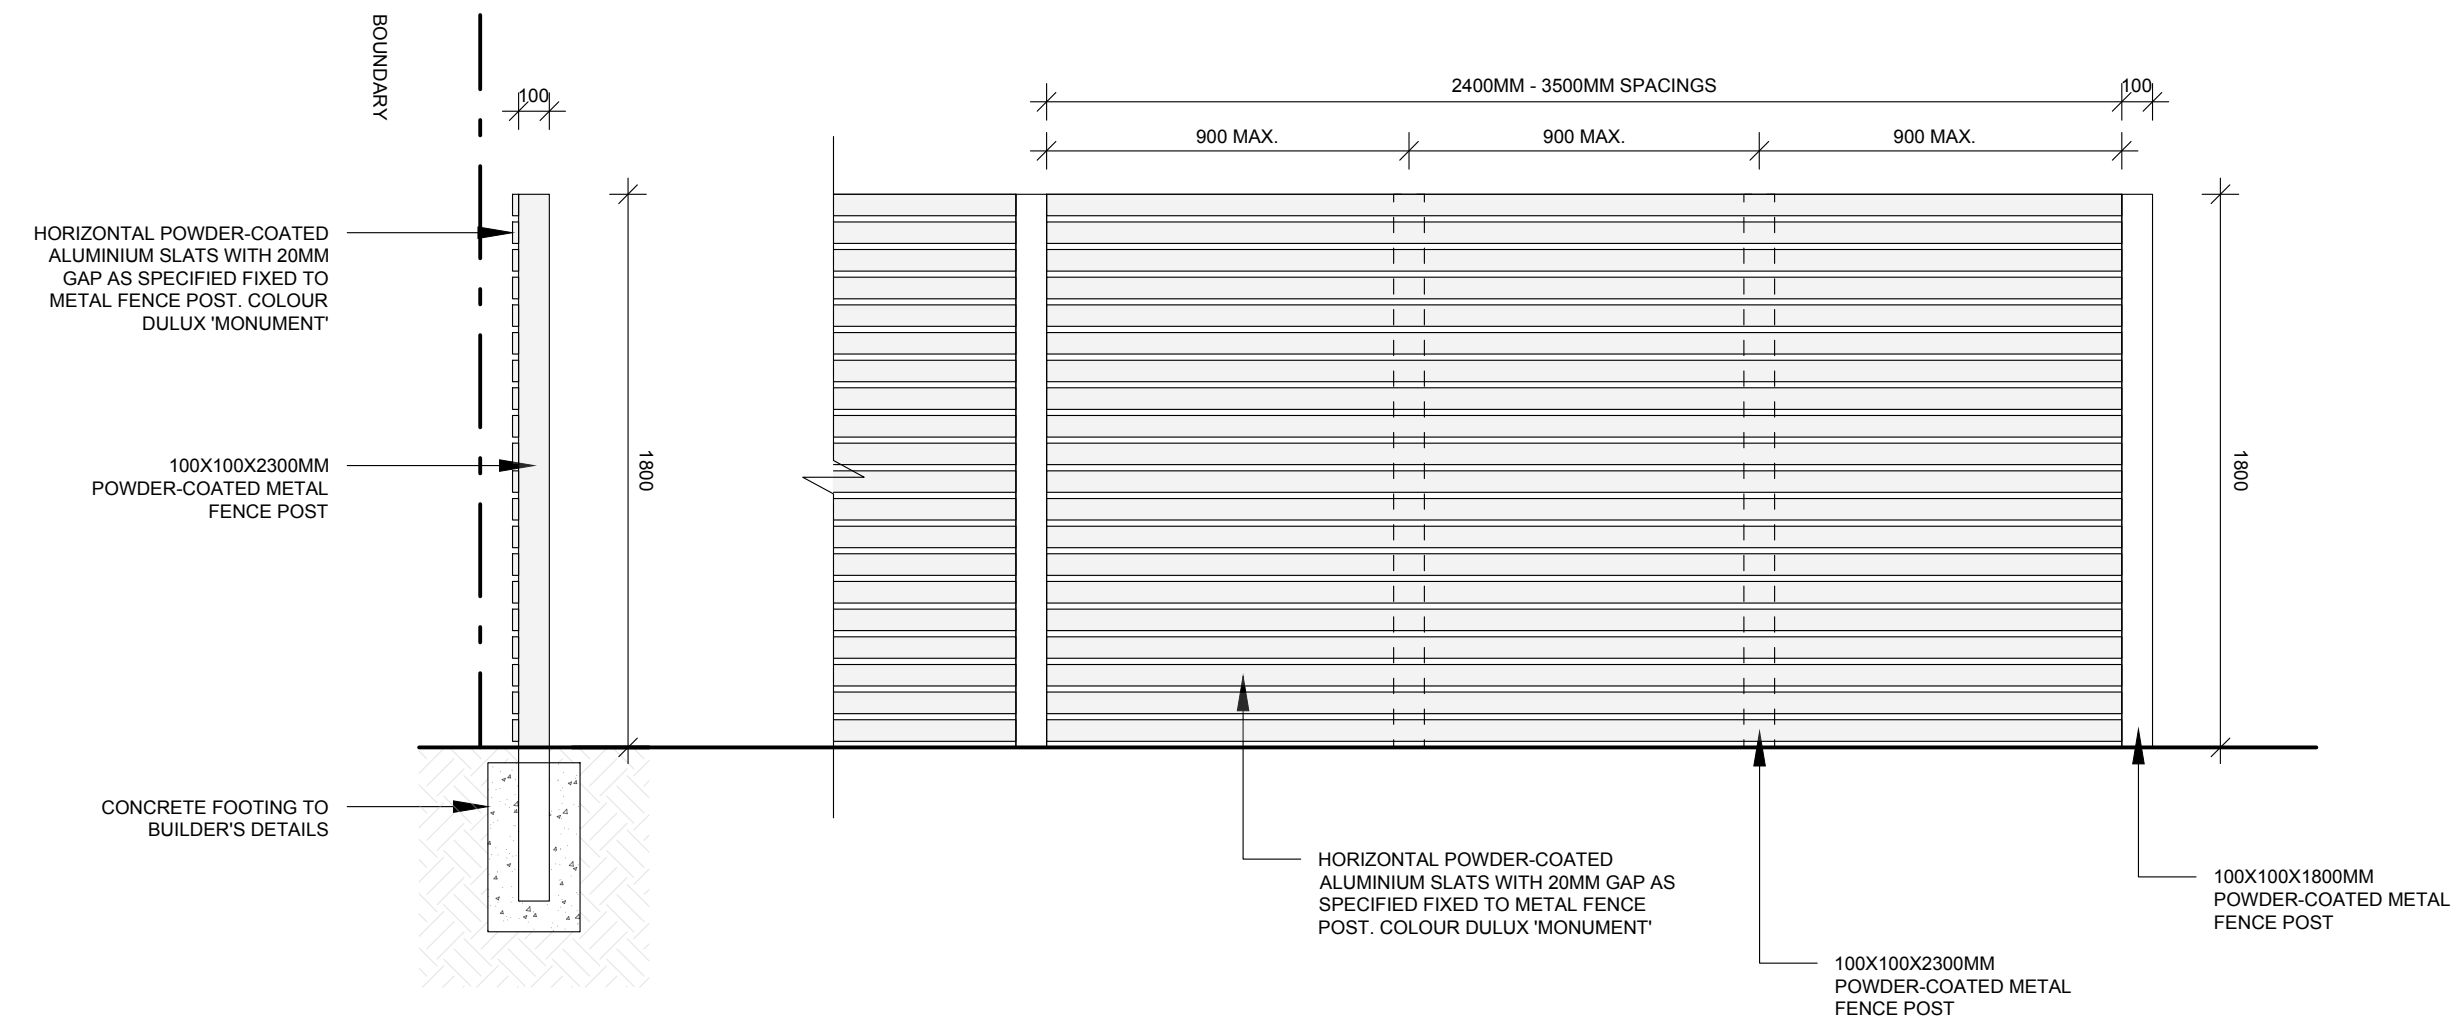 BOUNDARY
100
HORIZONTAL POWDER-COATED
ALUMINIUM SLATS WITH 20MM
GAP AS SPECIFIED FIXED TO
METAL FENCE POST. COLOUR
DULUX 'MONUMENT'
100X100X2300MM
POWDER-COATED METAL
FENCE POST
CONCRETE FOOTING TO
BUILDER'S DETAILS
1800
2400MM - 3500MM SPACINGS
100
900 MAX.
900 MAX.
900 MAX.
1800
HORIZONTAL POWDER-COATED
ALUMINIUM SLATS WITH 20MM GAP AS
SPECIFIED FIXED TO METAL FENCE
POST. COLOUR DULUX 'MONUMENT'
100X100X2300MM
POWDER-COATED METAL
FENCE POST
100X100X1800MM
POWDER-COATED METAL
FENCE POST